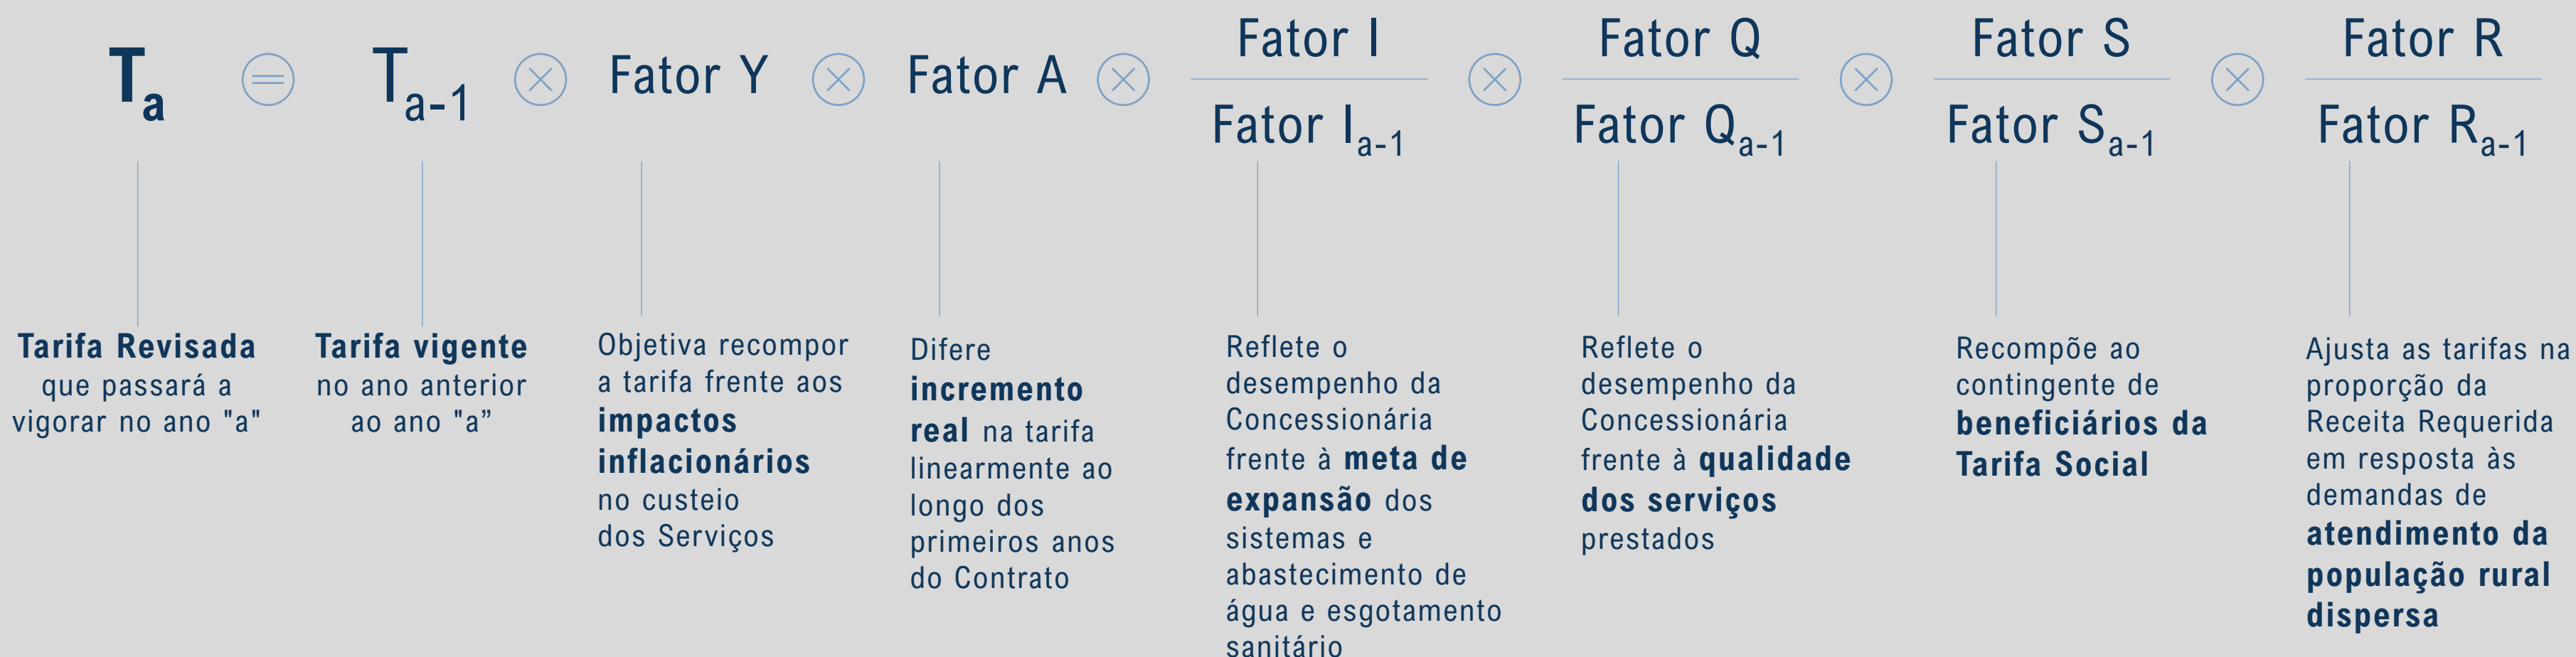 Tₐ = Tₐ₋₁ × Fator Y × Fator A × Fator I / Fator Iₐ₋₁ × Fator Q / Fator Qₐ₋₁ × Fator S / Fator Sₐ₋₁ × Fator R / Fator Rₐ₋₁
Tarifa Revisada
que passará a
vigorar no ano "a"
Tarifa vigente
no ano anterior
ao ano "a”
Objetiva recompor
a tarifa frente aos
impactos
inflacionários
no custeio
dos Serviços
Difere
incremento
real na tarifa
linearmente ao
longo dos
primeiros anos
do Contrato
Reflete o
desempenho da
Concessionária
frente à meta de
expansão dos
sistemas e
abastecimento de
água e esgotamento
sanitário
Reflete o
desempenho da
Concessionária
frente à qualidade
dos serviços
prestados
Recompõe ao
contingente de
beneficiários da
Tarifa Social
Ajusta as tarifas na
proporção da
Receita Requerida
em resposta às
demandas de
atendimento da
população rural
dispersa